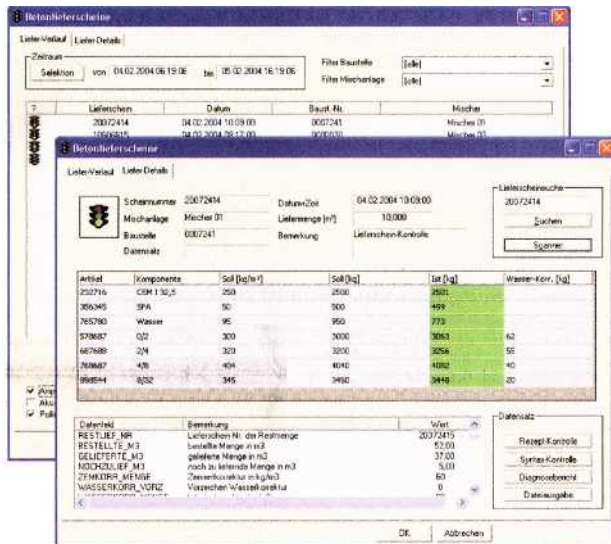 Betonlieferscheine
Liefer-Verlauf Liefer-Details
Zeitraum
Selektion von 04.02.2004 06:19:06 bis 05.02.2004 16:19:06
Filter Baustelle [(alle)]
Filter Mischanlage [(alle)]
? Lieferschein Datum Baust.-Nr. Mischer
20072414 04.02.2004 10:09:00 0007241 Mischer 01
Betonlieferscheine
Liefer-Verlauf Liefer-Details
Scheinnummer 20072414 Datum+Zeit 04.02.2004 10:09:00
Mischanlage Mischer 01 Liefermenge [m³] 10,000
Baustelle 0007241 Bemerkung Lieferschein-Kontrolle
Datensatz
Lieferscheinsuche
20072414
Suchen
Scanner
Artikel Komponente Soll [kg/m³] Soll [kg] Ist [kg] Wasser-Korr. [kg]
232716 CEM I 32,5 250 2500 2501
356345 SFA 50 500 499
765780 Wasser 95 950 773
578687 0/2 300 3000 3063 62
687688 2/4 320 3200 3256 55
768687 4/8 404 4040 4082 40
898544 8/32 345 3450 3448 20
Datenfeld Bemerkung Wert
RESTLIEF_NR Lieferschein Nr. der Restmenge 20072415
BESTELLTE_M3 bestellte Menge in m3 52,00
GELIEFERTE_M3 gelieferte Menge in m3 37,00
NOCHZULIEF_M3 noch zu liefernde Menge in m3 5,00
ZEMKORR_MENGE Zementkorrektur in kg/m3 60
WASSERKORR_VORZ Vorzeichen Wasserkorrektur 0
Datensatz
Rezept-Kontrolle
Syntax-Kontrolle
Diagnosebericht
Dateiausgabe
OK Abbrechen